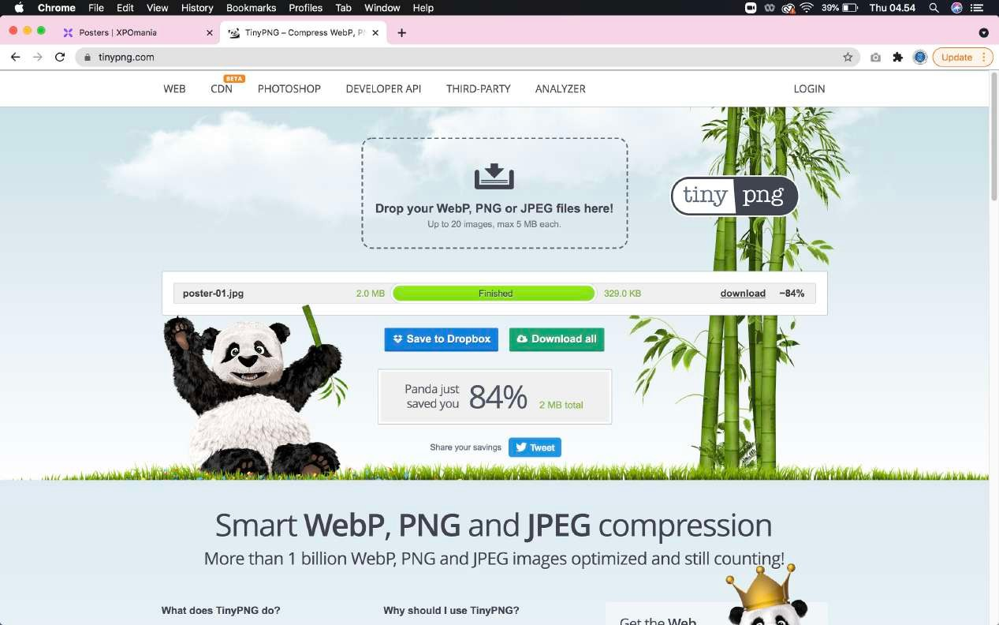 Chrome File Edit View History Bookmarks Profiles Tab Window Help 39% Thu 04.54
Posters | XPOmania
TinyPNG – Compress WebP, P
tinypng.com
Update
WEB CDN BETA PHOTOSHOP DEVELOPER API THIRD-PARTY ANALYZER LOGIN
Drop your WebP, PNG or JPEG files here!
Up to 20 images, max 5 MB each.
tiny png
poster-01.jpg 2.0 MB Finished 329.0 KB download −84%
Save to Dropbox Download all
Panda just
saved you 84% 2 MB total
Share your savings Tweet
Smart WebP, PNG and JPEG compression
More than 1 billion WebP, PNG and JPEG images optimized and still counting!
What does TinyPNG do? Why should I use TinyPNG?
Get the Web